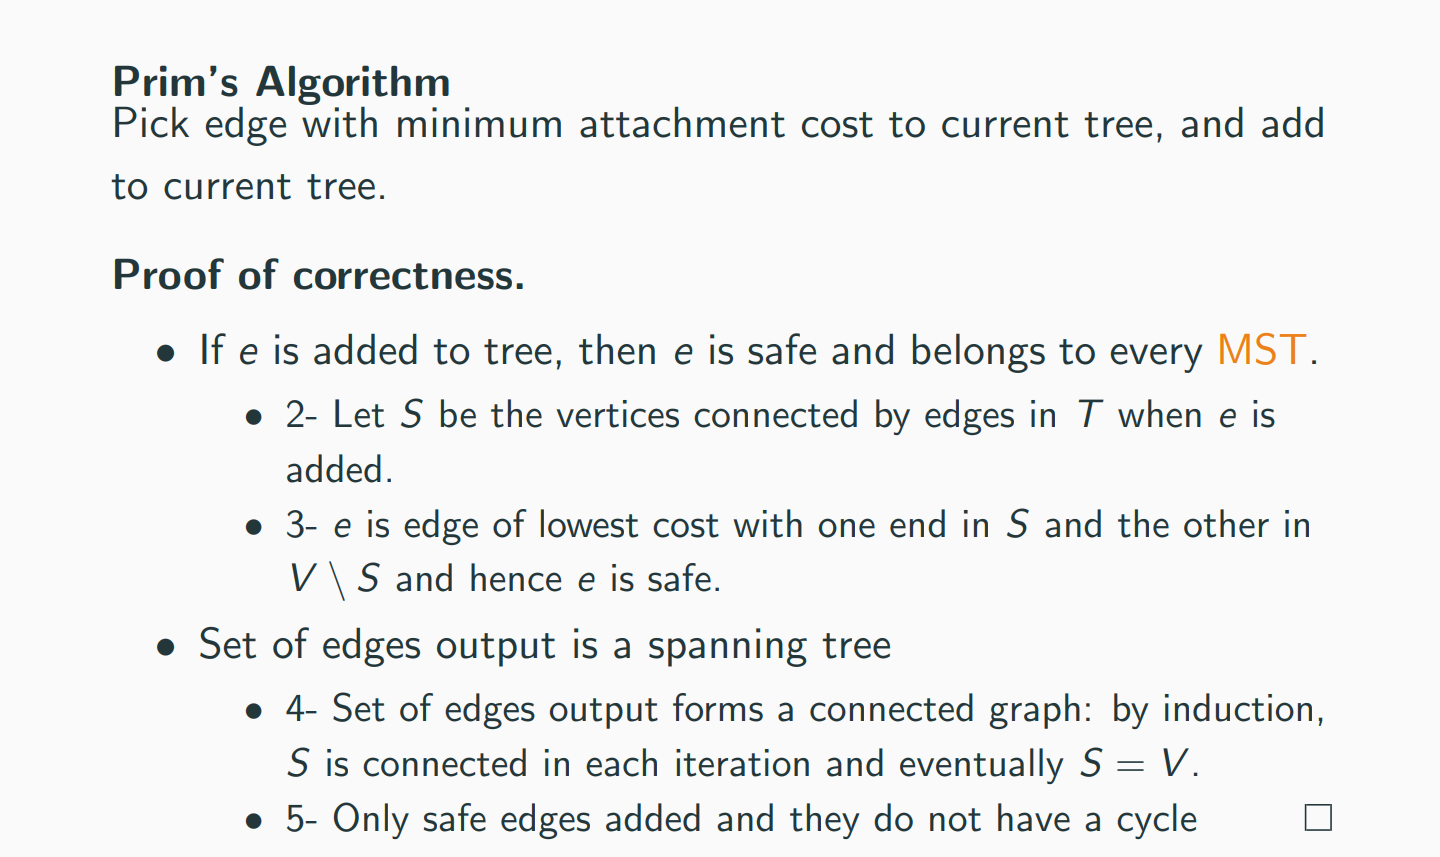 Prim's Algorithm
Pick edge with minimum attachment cost to current tree, and add
to current tree.
Proof of correctness.
• If e is added to tree, then e is safe and belongs to every MST.
• 2- Let S be the vertices connected by edges in T when e is
added.
• 3- e is edge of lowest cost with one end in S and the other in
V \ S and hence e is safe.
• Set of edges output is a spanning tree
• 4- Set of edges output forms a connected graph: by induction,
S is connected in each iteration and eventually S = V.
• 5- Only safe edges added and they do not have a cycle □